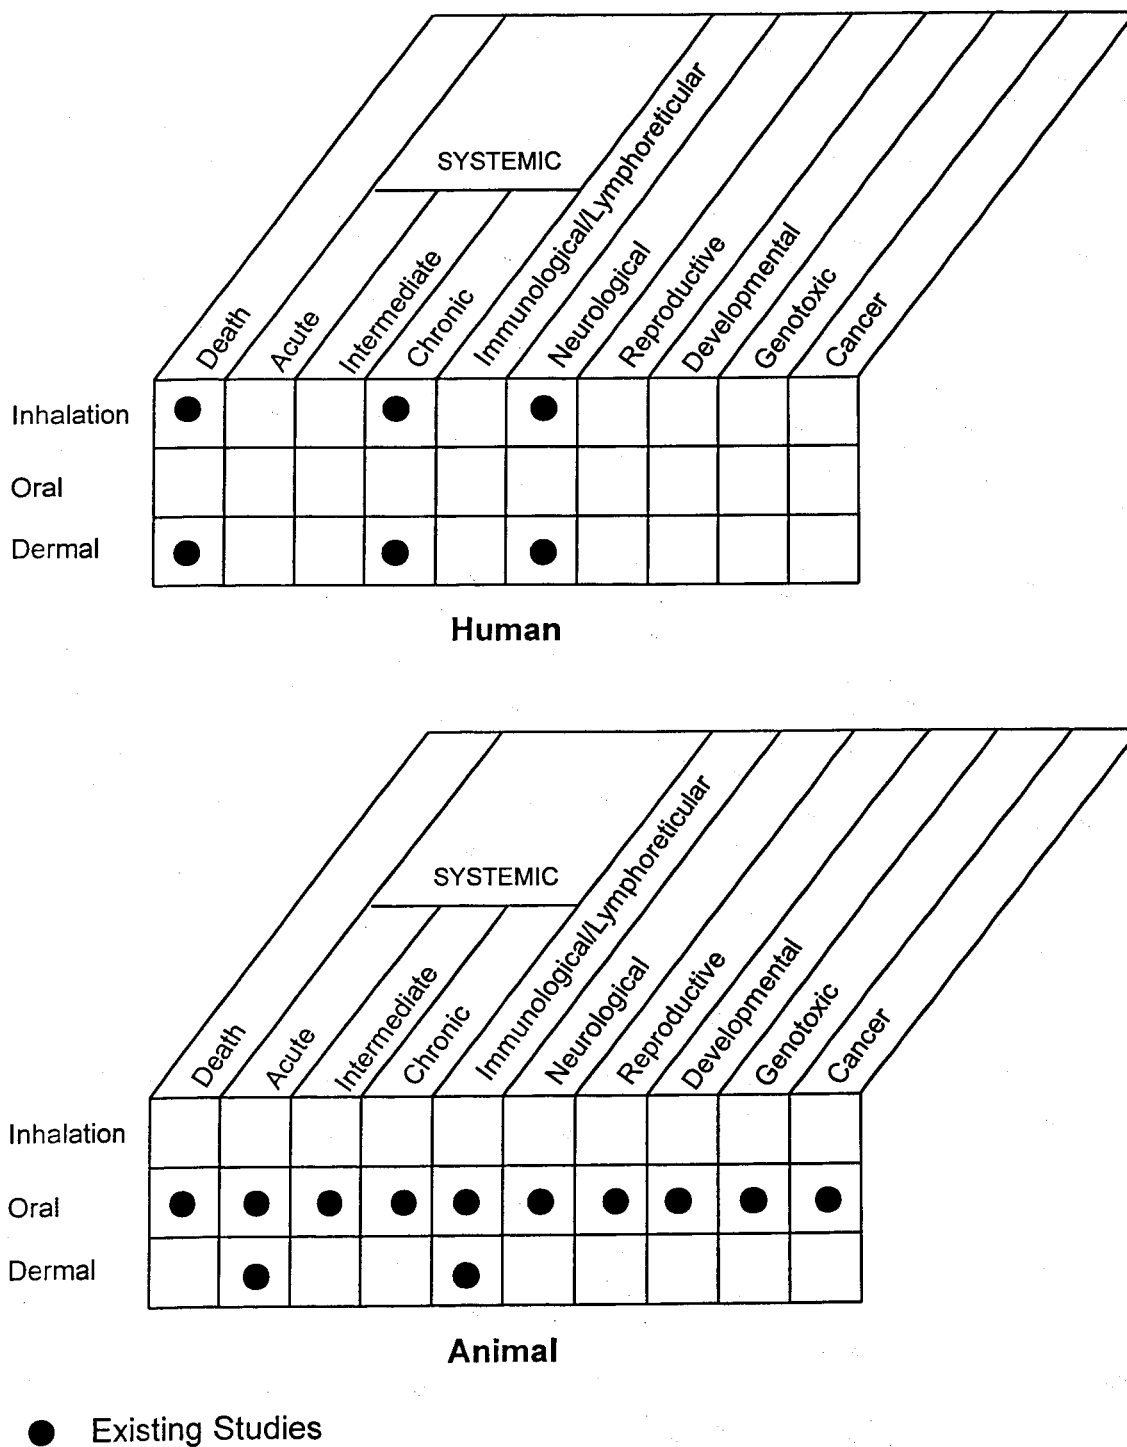 SYSTEMIC
Death
Acute
Intermediate
Chronic
Immunological/Lymphoreticular
Neurological
Reproductive
Developmental
Genotoxic
Cancer
Inhalation
Oral
Dermal
Human
SYSTEMIC
Death
Acute
Intermediate
Chronic
Immunological/Lymphoreticular
Neurological
Reproductive
Developmental
Genotoxic
Cancer
Inhalation
Oral
Dermal
Animal
Existing Studies